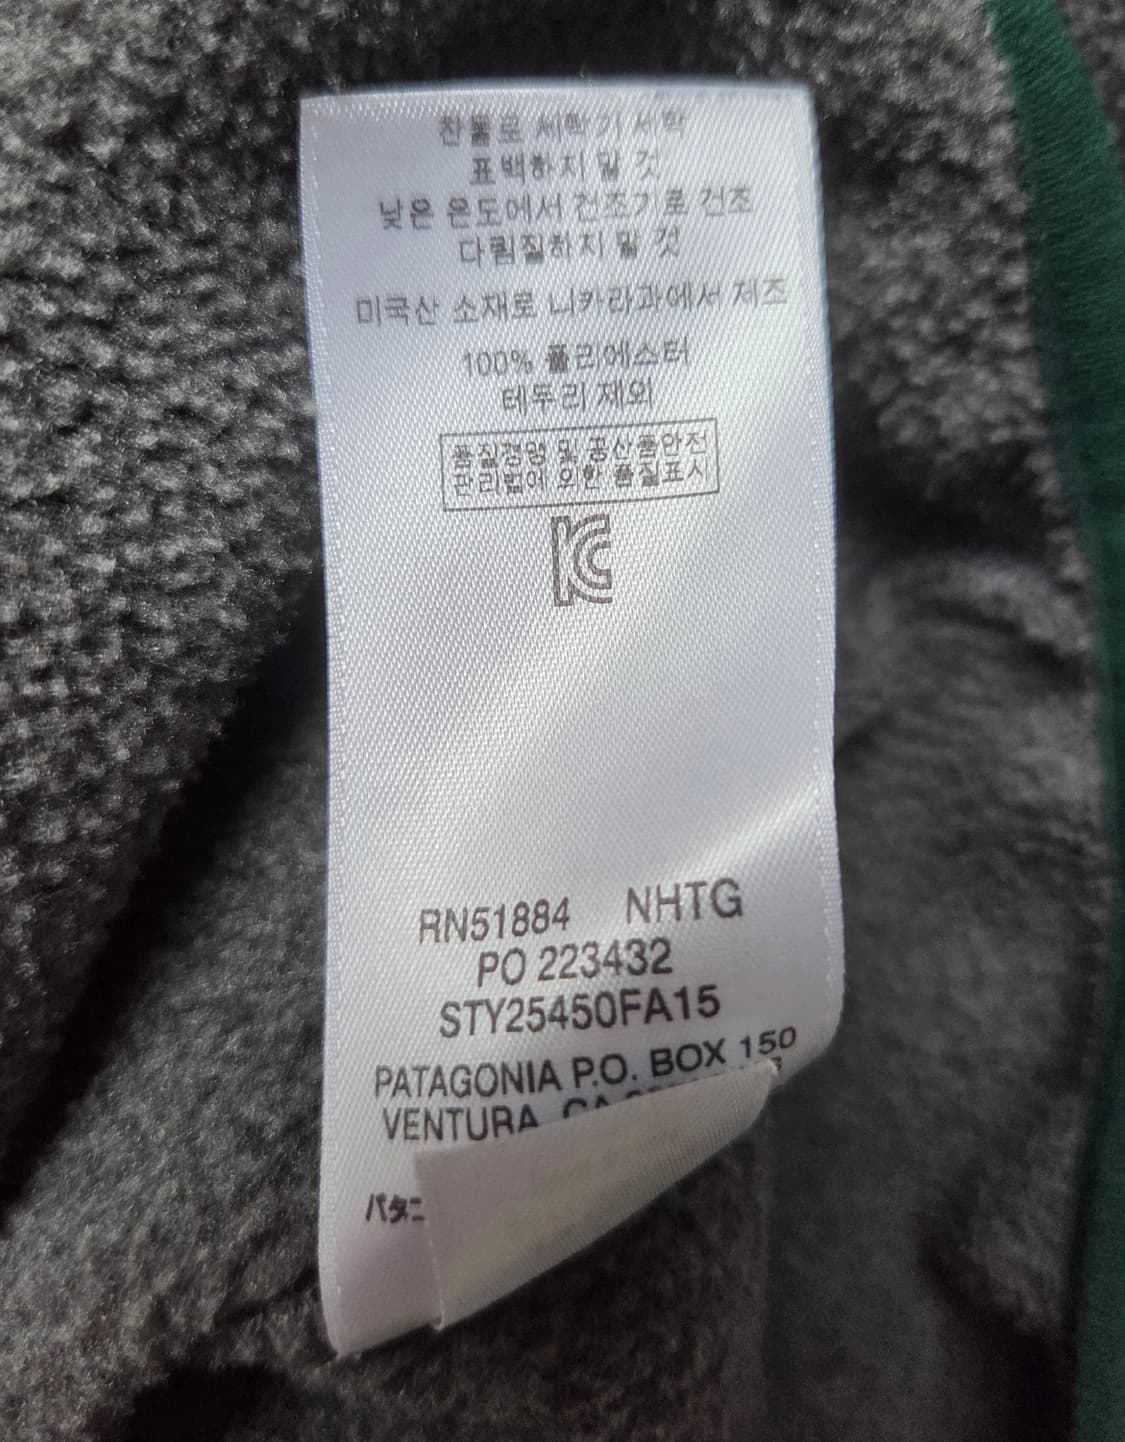 찬물로 세탁기 세탁
표백하지 말 것
낮은 온도에서 건조기로 건조
다림질하지 말 것
미국산 소재로 니카라과에서 제조
100% 폴리에스터
테두리 제외
품질경영 및 공산품안전
관리법에 의한 품질표시
KC
RN51884 NHTG
PO 223432
STY25450FA15
PATAGONIA P.O. BOX 150
VENTURA, CA
パタ